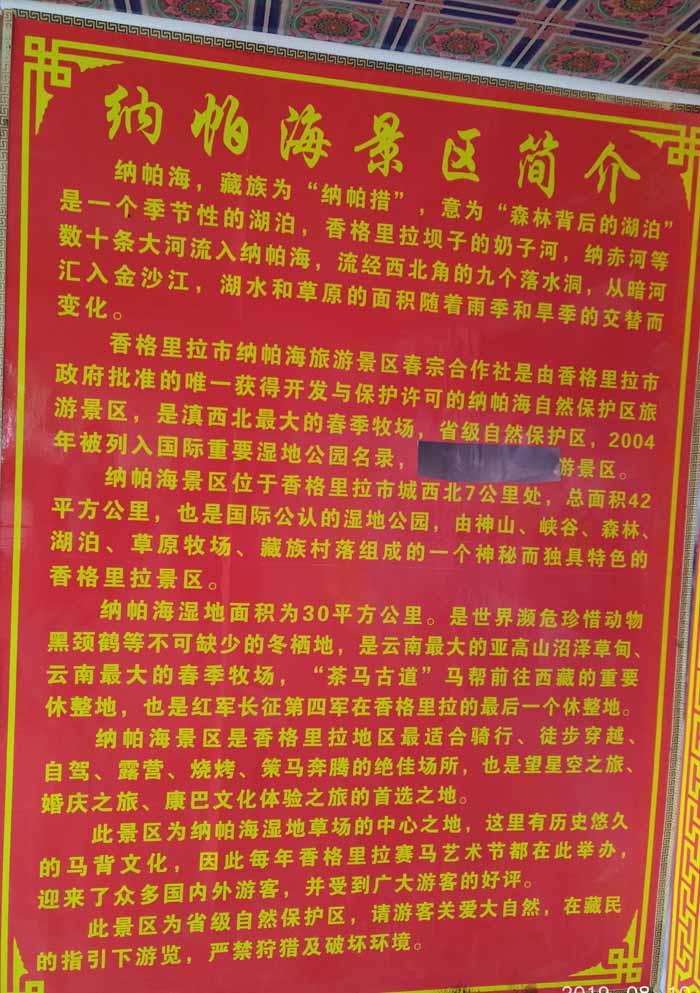 纳帕海景区简介
纳帕海，藏族为“纳帕措”，意为“森林背后的湖泊”
是一个季节性的湖泊，香格里拉坝子的奶子河，纳赤河等
数十条大河流入纳帕海，流经西北角的九个落水洞，从暗河
汇入金沙江，湖水和草原的面积随着雨季和旱季的交替而
变化。
香格里拉市纳帕海旅游景区春宗合作社是由香格里拉市
政府批准的唯一获得开发与保护许可的纳帕海自然保护区旅
游景区，是滇西北最大的春季牧场，省级自然保护区，2004
年被列入国际重要湿地公园名录，
游景区。
纳帕海景区位于香格里拉市城西北7公里处，总面积42
平方公里，也是国际公认的湿地公园，由神山、峡谷、森林、
湖泊、草原牧场、藏族村落组成的一个神秘而独具特色的
香格里拉景区。
纳帕海湿地面积为30平方公里。是世界濒危珍惜动物
黑颈鹤等不可缺少的冬栖地，是云南最大的亚高山沼泽草甸、
云南最大的春季牧场，“茶马古道”马帮前往西藏的重要
休整地，也是红军长征第四军在香格里拉的最后一个休整地。
纳帕海景区是香格里拉地区最适合骑行、徒步穿越、
自驾、露营、烧烤、策马奔腾的绝佳场所，也是望星空之旅、
婚庆之旅、康巴文化体验之旅的首选之地。
此景区为纳帕海湿地草场的中心之地，这里有历史悠久
的马背文化，因此每年香格里拉赛马艺术节都在此举办，
迎来了众多国内外游客，并受到广大游客的好评。
此景区为省级自然保护区，请游客关爱大自然，在藏民
的指引下游览，严禁狩猎及破坏环境。